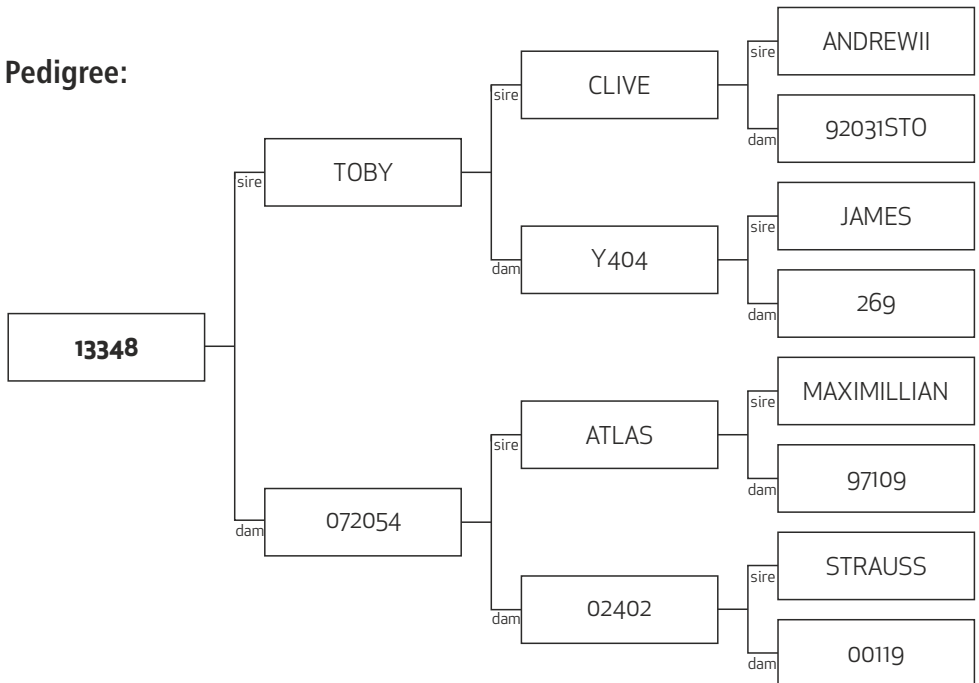 Pedigree:
13348
sire
TOBY
dam
072054
sire
CLIVE
dam
Y404
sire
ATLAS
dam
02402
sire
ANDREWII
dam
92031STO
sire
JAMES
dam
269
sire
MAXIMILLIAN
dam
97109
sire
STRAUSS
dam
00119